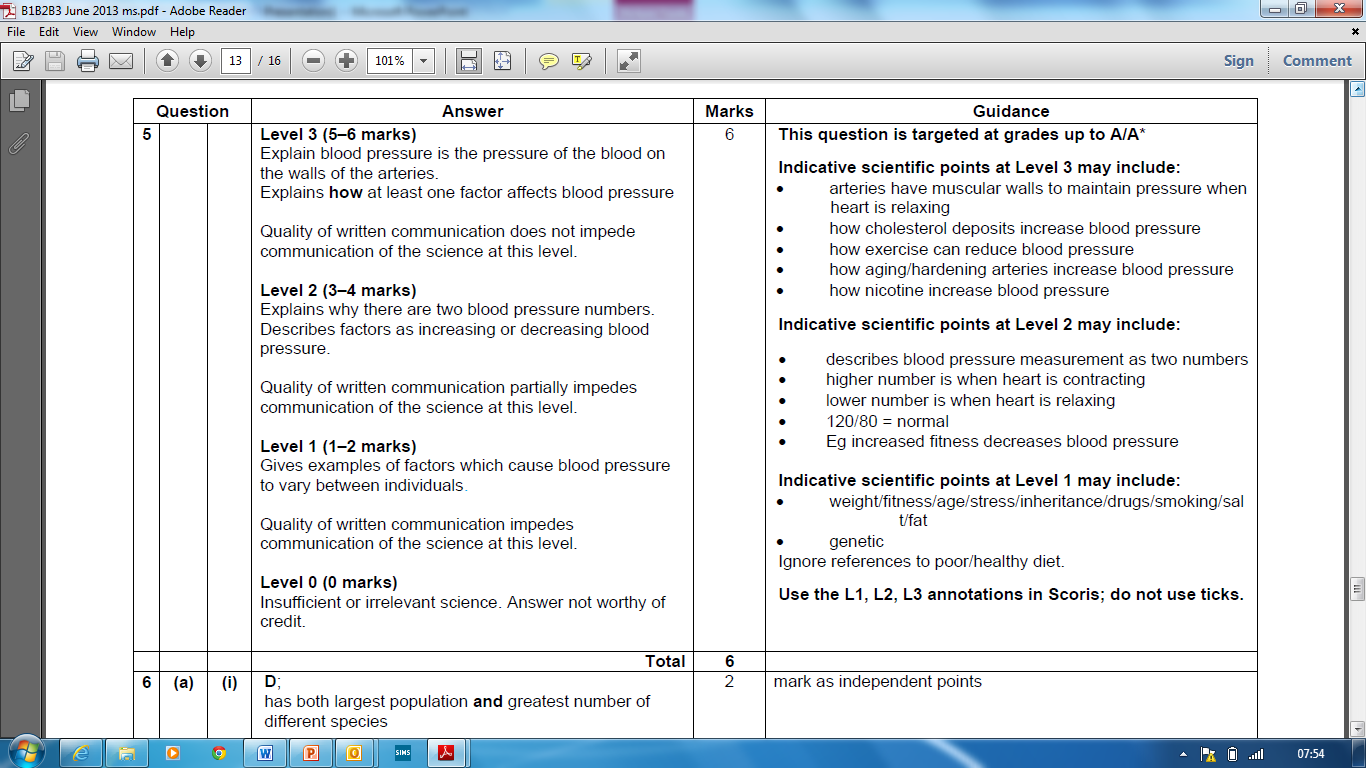 B1B2B3 June 2013 ms.pdf - Adobe Reader
Presentations - Microsoft PowerPoint
File Edit View Window Help
13 / 16 101% Sign Comment
Question Answer Marks Guidance
5 Level 3 (5–6 marks) 6 This question is targeted at grades up to A/A*
Explain blood pressure is the pressure of the blood on
the walls of the arteries.
Explains how at least one factor affects blood pressure
Quality of written communication does not impede
communication of the science at this level.
Level 2 (3–4 marks)
Explains why there are two blood pressure numbers.
Describes factors as increasing or decreasing blood
pressure.
Quality of written communication partially impedes
communication of the science at this level.
Level 1 (1–2 marks)
Gives examples of factors which cause blood pressure
to vary between individuals.
Quality of written communication impedes
communication of the science at this level.
Level 0 (0 marks)
Insufficient or irrelevant science. Answer not worthy of
credit.
Indicative scientific points at Level 3 may include:
• arteries have muscular walls to maintain pressure when
heart is relaxing
• how cholesterol deposits increase blood pressure
• how exercise can reduce blood pressure
• how aging/hardening arteries increase blood pressure
• how nicotine increase blood pressure
Indicative scientific points at Level 2 may include:
• describes blood pressure measurement as two numbers
• higher number is when heart is contracting
• lower number is when heart is relaxing
• 120/80 = normal
• Eg increased fitness decreases blood pressure
Indicative scientific points at Level 1 may include:
• weight/fitness/age/stress/inheritance/drugs/smoking/sal
t/fat
• genetic
Ignore references to poor/healthy diet.
Use the L1, L2, L3 annotations in Scoris; do not use ticks.
Total 6
6 (a) (i) D; 2 mark as independent points
has both largest population and greatest number of
different species
SIMS
07:54